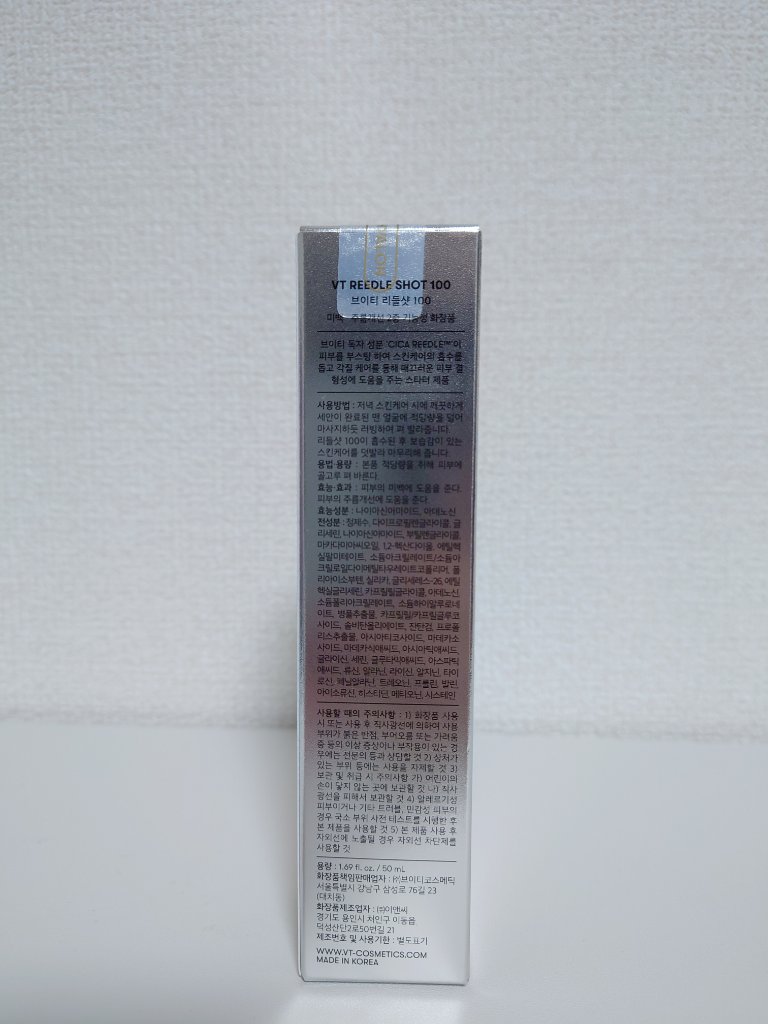 VT REEDLE SHOT 100
브이티 리들샷 100
미백 · 주름개선 2중 기능성 화장품
브이티 독자 성분 'CICA REEDLE™'이
피부를 부스팅 하여 스킨케어의 흡수를
돕고 각질 케어를 통해 매끄러운 피부 결
형성에 도움을 주는 스타터 제품
사용방법 : 저녁 스킨케어 시에 깨끗하게
세안이 완료된 맨 얼굴에 적당량을 덜어
마사지하듯 러빙하여 펴 발라줍니다.
리들샷 100이 흡수된 후 보습감이 있는
스킨케어를 덧발라 마무리해 줍니다.
용법·용량 : 본품 적당량을 취해 피부에
골고루 펴 바른다.
효능·효과 : 피부의 미백에 도움을 준다.
피부의 주름개선에 도움을 준다.
효능성분 : 나이아신아마이드, 아데노신
전성분 : 정제수, 다이프로필렌글라이콜, 글
리세린, 나이아신아마이드, 부틸렌글라이콜,
마카다미아씨오일, 1,2-헥산다이올, 에틸헥
실팔미테이트, 소듐아크릴레이트/소듐아
크릴로일다이메틸타우레이트코폴리머, 폴
리아이소부텐, 실리카, 글리세레스-26, 에틸
헥실글리세린, 카프릴릴글라이콜, 아데노신,
소듐폴리아크릴레이트, 소듐하이알루로네
이트, 병풀추출물, 카프릴릴/카프릴글루코
사이드, 솔비탄올리에이트, 잔탄검, 프로폴
리스추출물, 아시아티코사이드, 마데카소
사이드, 마데카식애씨드, 아시아틱애씨드,
글라이신, 세린, 글루타믹애씨드, 아스파틱
애씨드, 류신, 알라닌, 라이신, 알지닌, 타이
로신, 페닐알라닌, 트레오닌, 프롤린, 발린,
아이소류신, 히스티딘, 메티오닌, 시스테인
사용할 때의 주의사항 : 1) 화장품 사용
시 또는 사용 후 직사광선에 의하여 사용
부위가 붉은 반점, 부어오름 또는 가려움
증 등의 이상 증상이나 부작용이 있는 경
우에는 전문의 등과 상담할 것 2) 상처가
있는 부위 등에는 사용을 자제할 것 3)
보관 및 취급 시 주의사항 가) 어린이의
손이 닿지 않는 곳에 보관할 것 나) 직사
광선을 피해서 보관할 것 4) 알레르기성
피부이거나 기타 트러블, 민감성 피부의
경우 국소 부위 사전 테스트를 시행한 후
본 제품을 사용할 것 5) 본 제품 사용 후
자외선에 노출될 경우 자외선 차단제를
사용할 것
용량 : 1.69 fl. oz. / 50 mL
화장품책임판매업자 : ㈜브이티코스메틱
서울특별시 강남구 삼성로 76길 23
(대치동)
화장품제조업자 : ㈜이앤씨
경기도 용인시 처인구 이동읍
덕성산단2로50번길 21
제조번호 및 사용기한 : 별도표기
WWW.VT-COSMETICS.COM
MADE IN KOREA